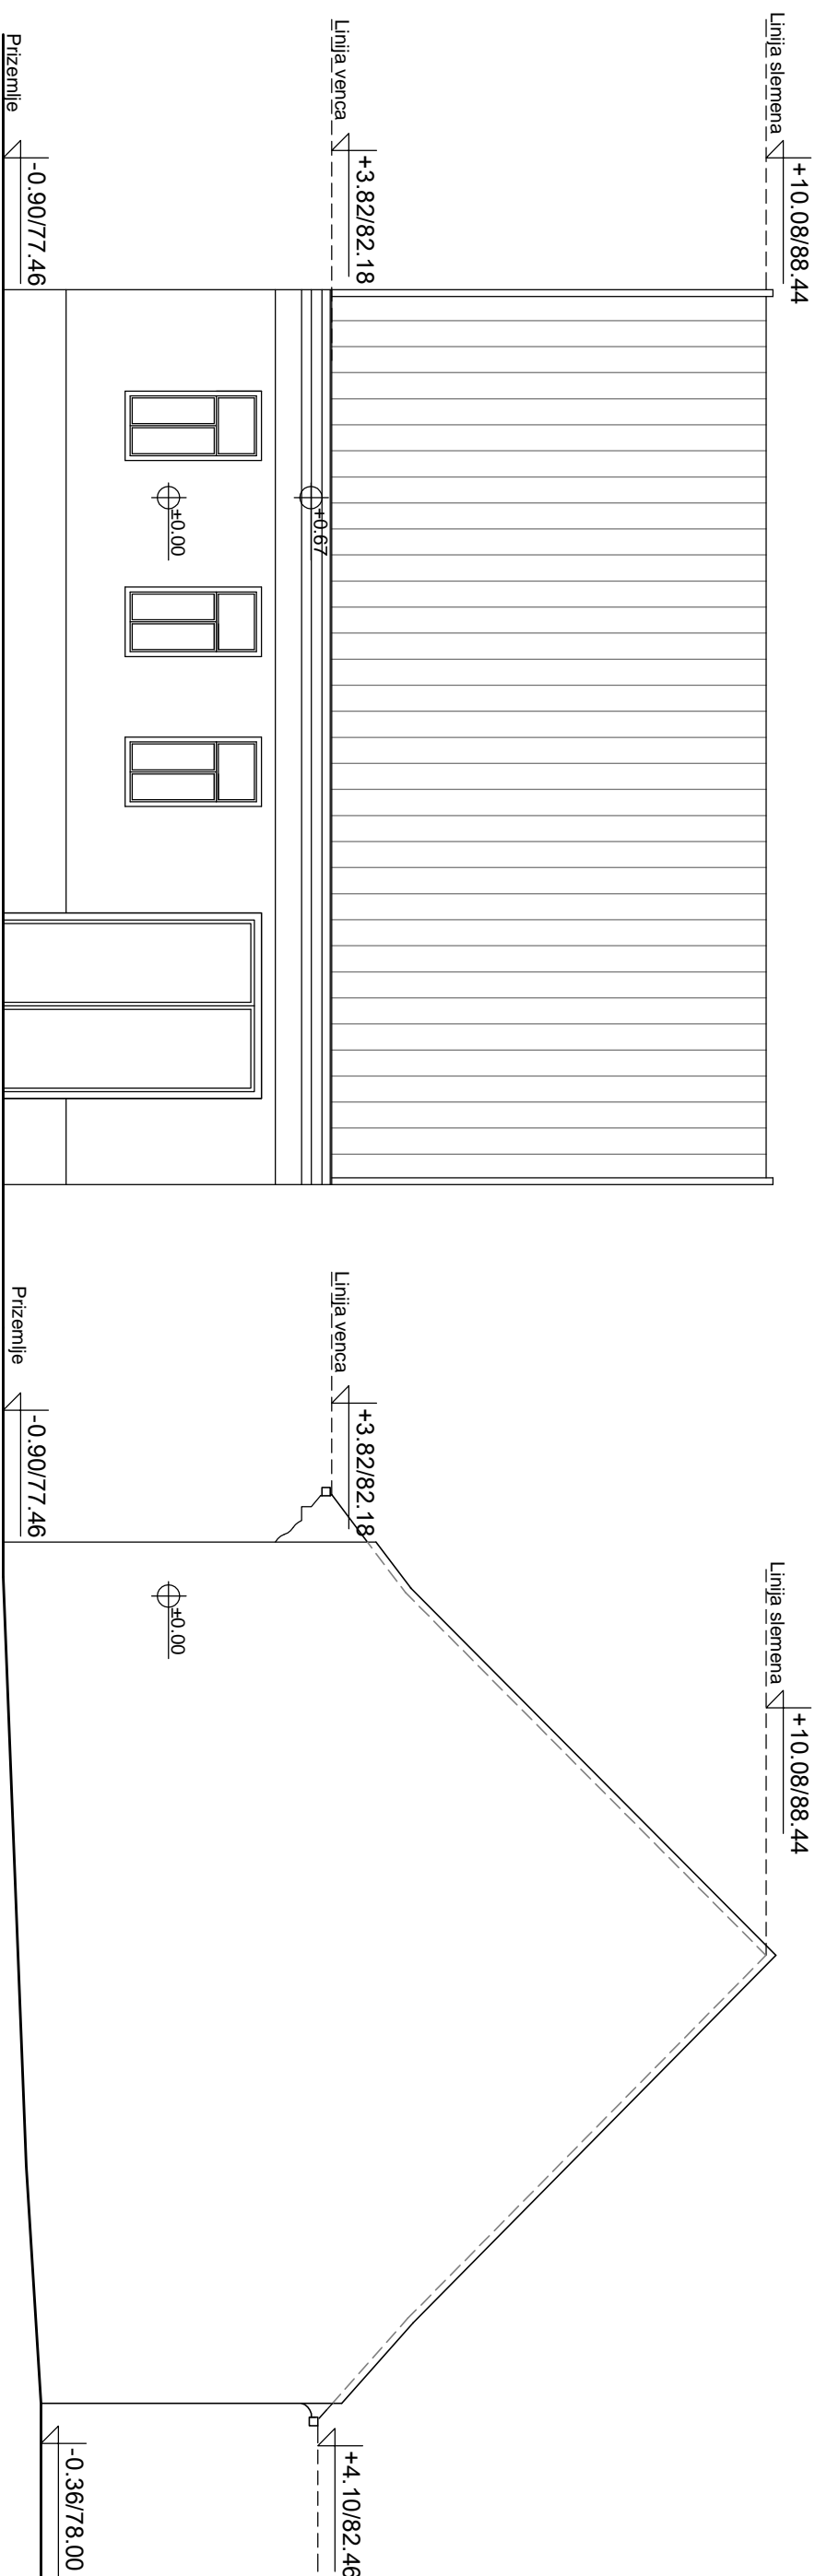 Linija slemena
+10.08/88.44
Linija venca
+3.82/82.18
+0.67
±0.00
Prizemlje
-0.90/77.46
Linija slemena
+10.08/88.44
Linija venca
+3.82/82.18
+4.10/82.46
±0.00
Prizemlje
-0.90/77.46
-0.36/78.00